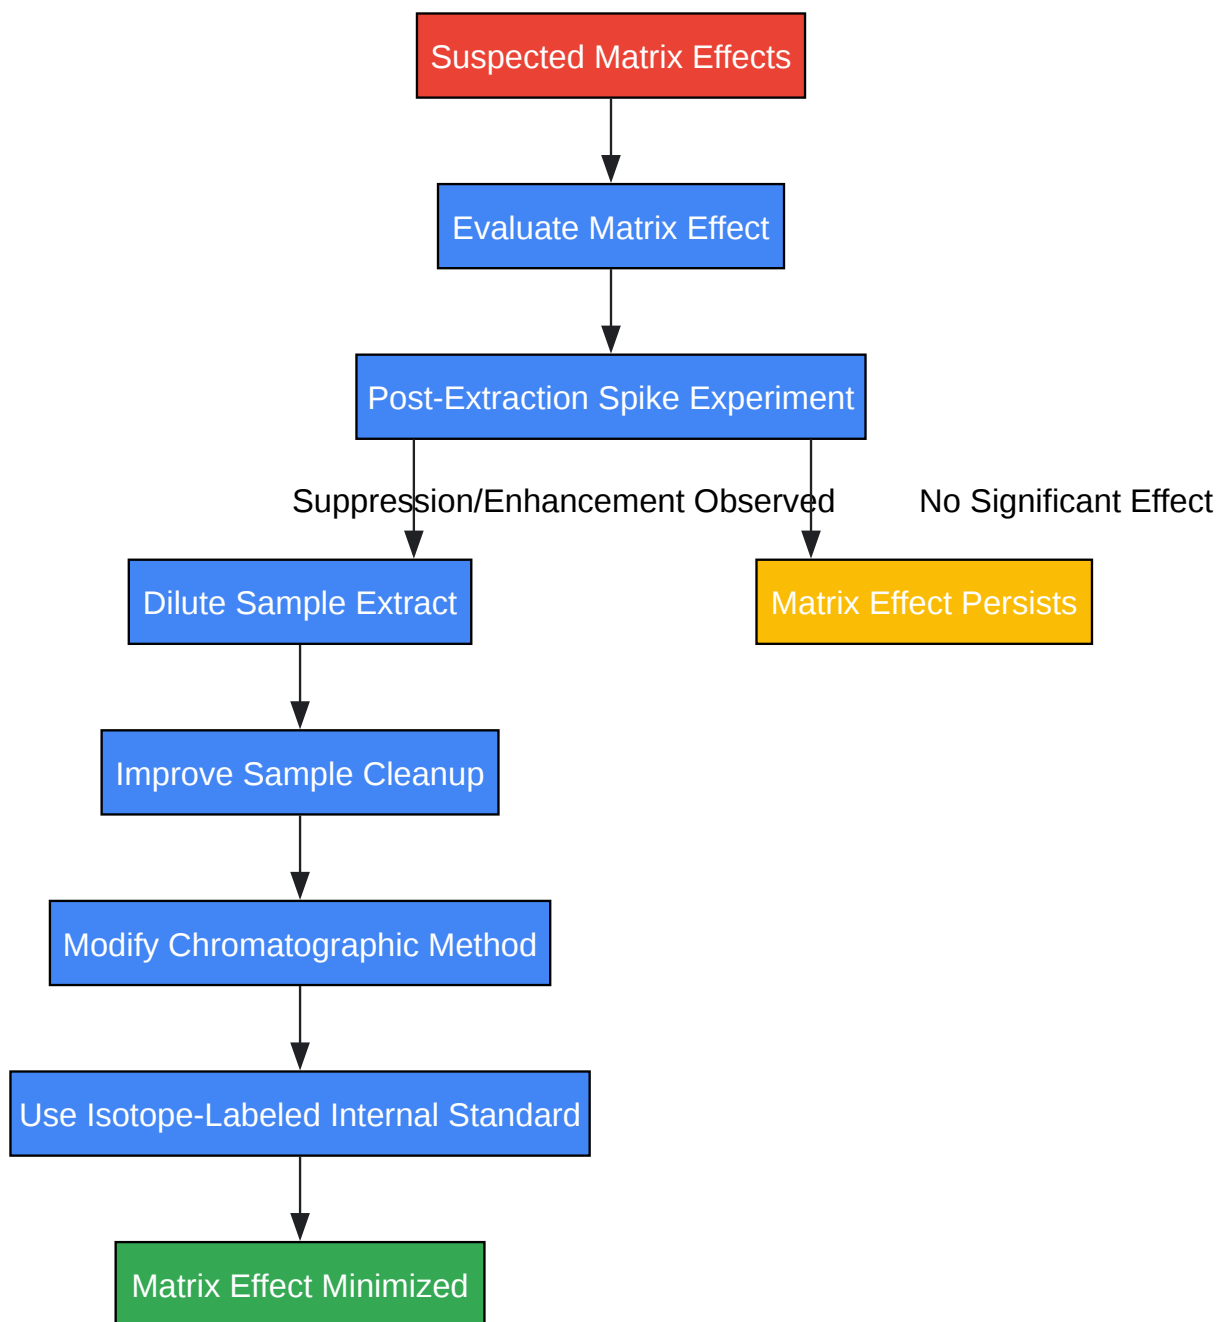 Suspected Matrix Effects
Evaluate Matrix Effect
Post-Extraction Spike Experiment
Suppression/Enhancement Observed
No Significant Effect
Dilute Sample Extract
Matrix Effect Persists
Improve Sample Cleanup
Modify Chromatographic Method
Use Isotope-Labeled Internal Standard
Matrix Effect Minimized